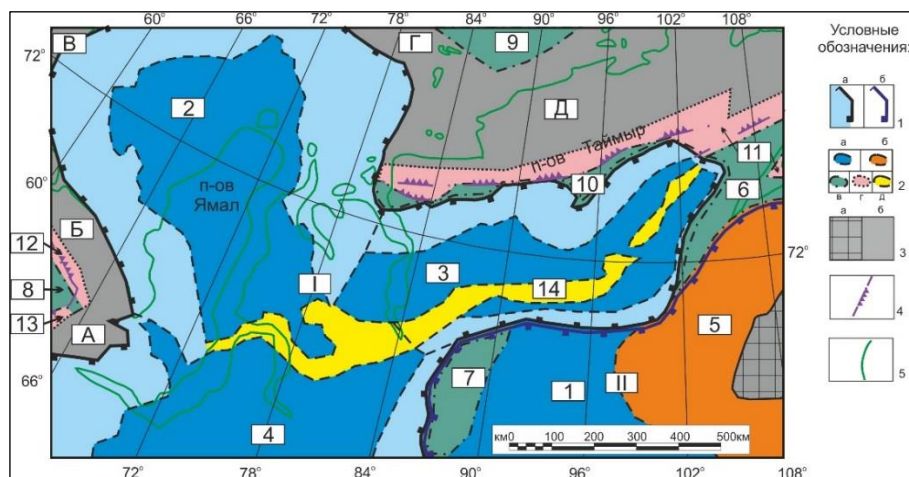 60° 66° 72° 78° 84° 90° 96° 102° 108°
Условные
обозначения:
В
Г
9
72°
2
Д
а б
1
п-ов Таймыр
11
а б
2
в г д
60°
10
6
п-ов
Ямал
12
Б
а б
3
72°
I
3
14
8
4
13
А
5
7
1
II
5
66°
4
км0 100 200 300 400 500км
72° 78° 84° 90° 96° 102° 108°